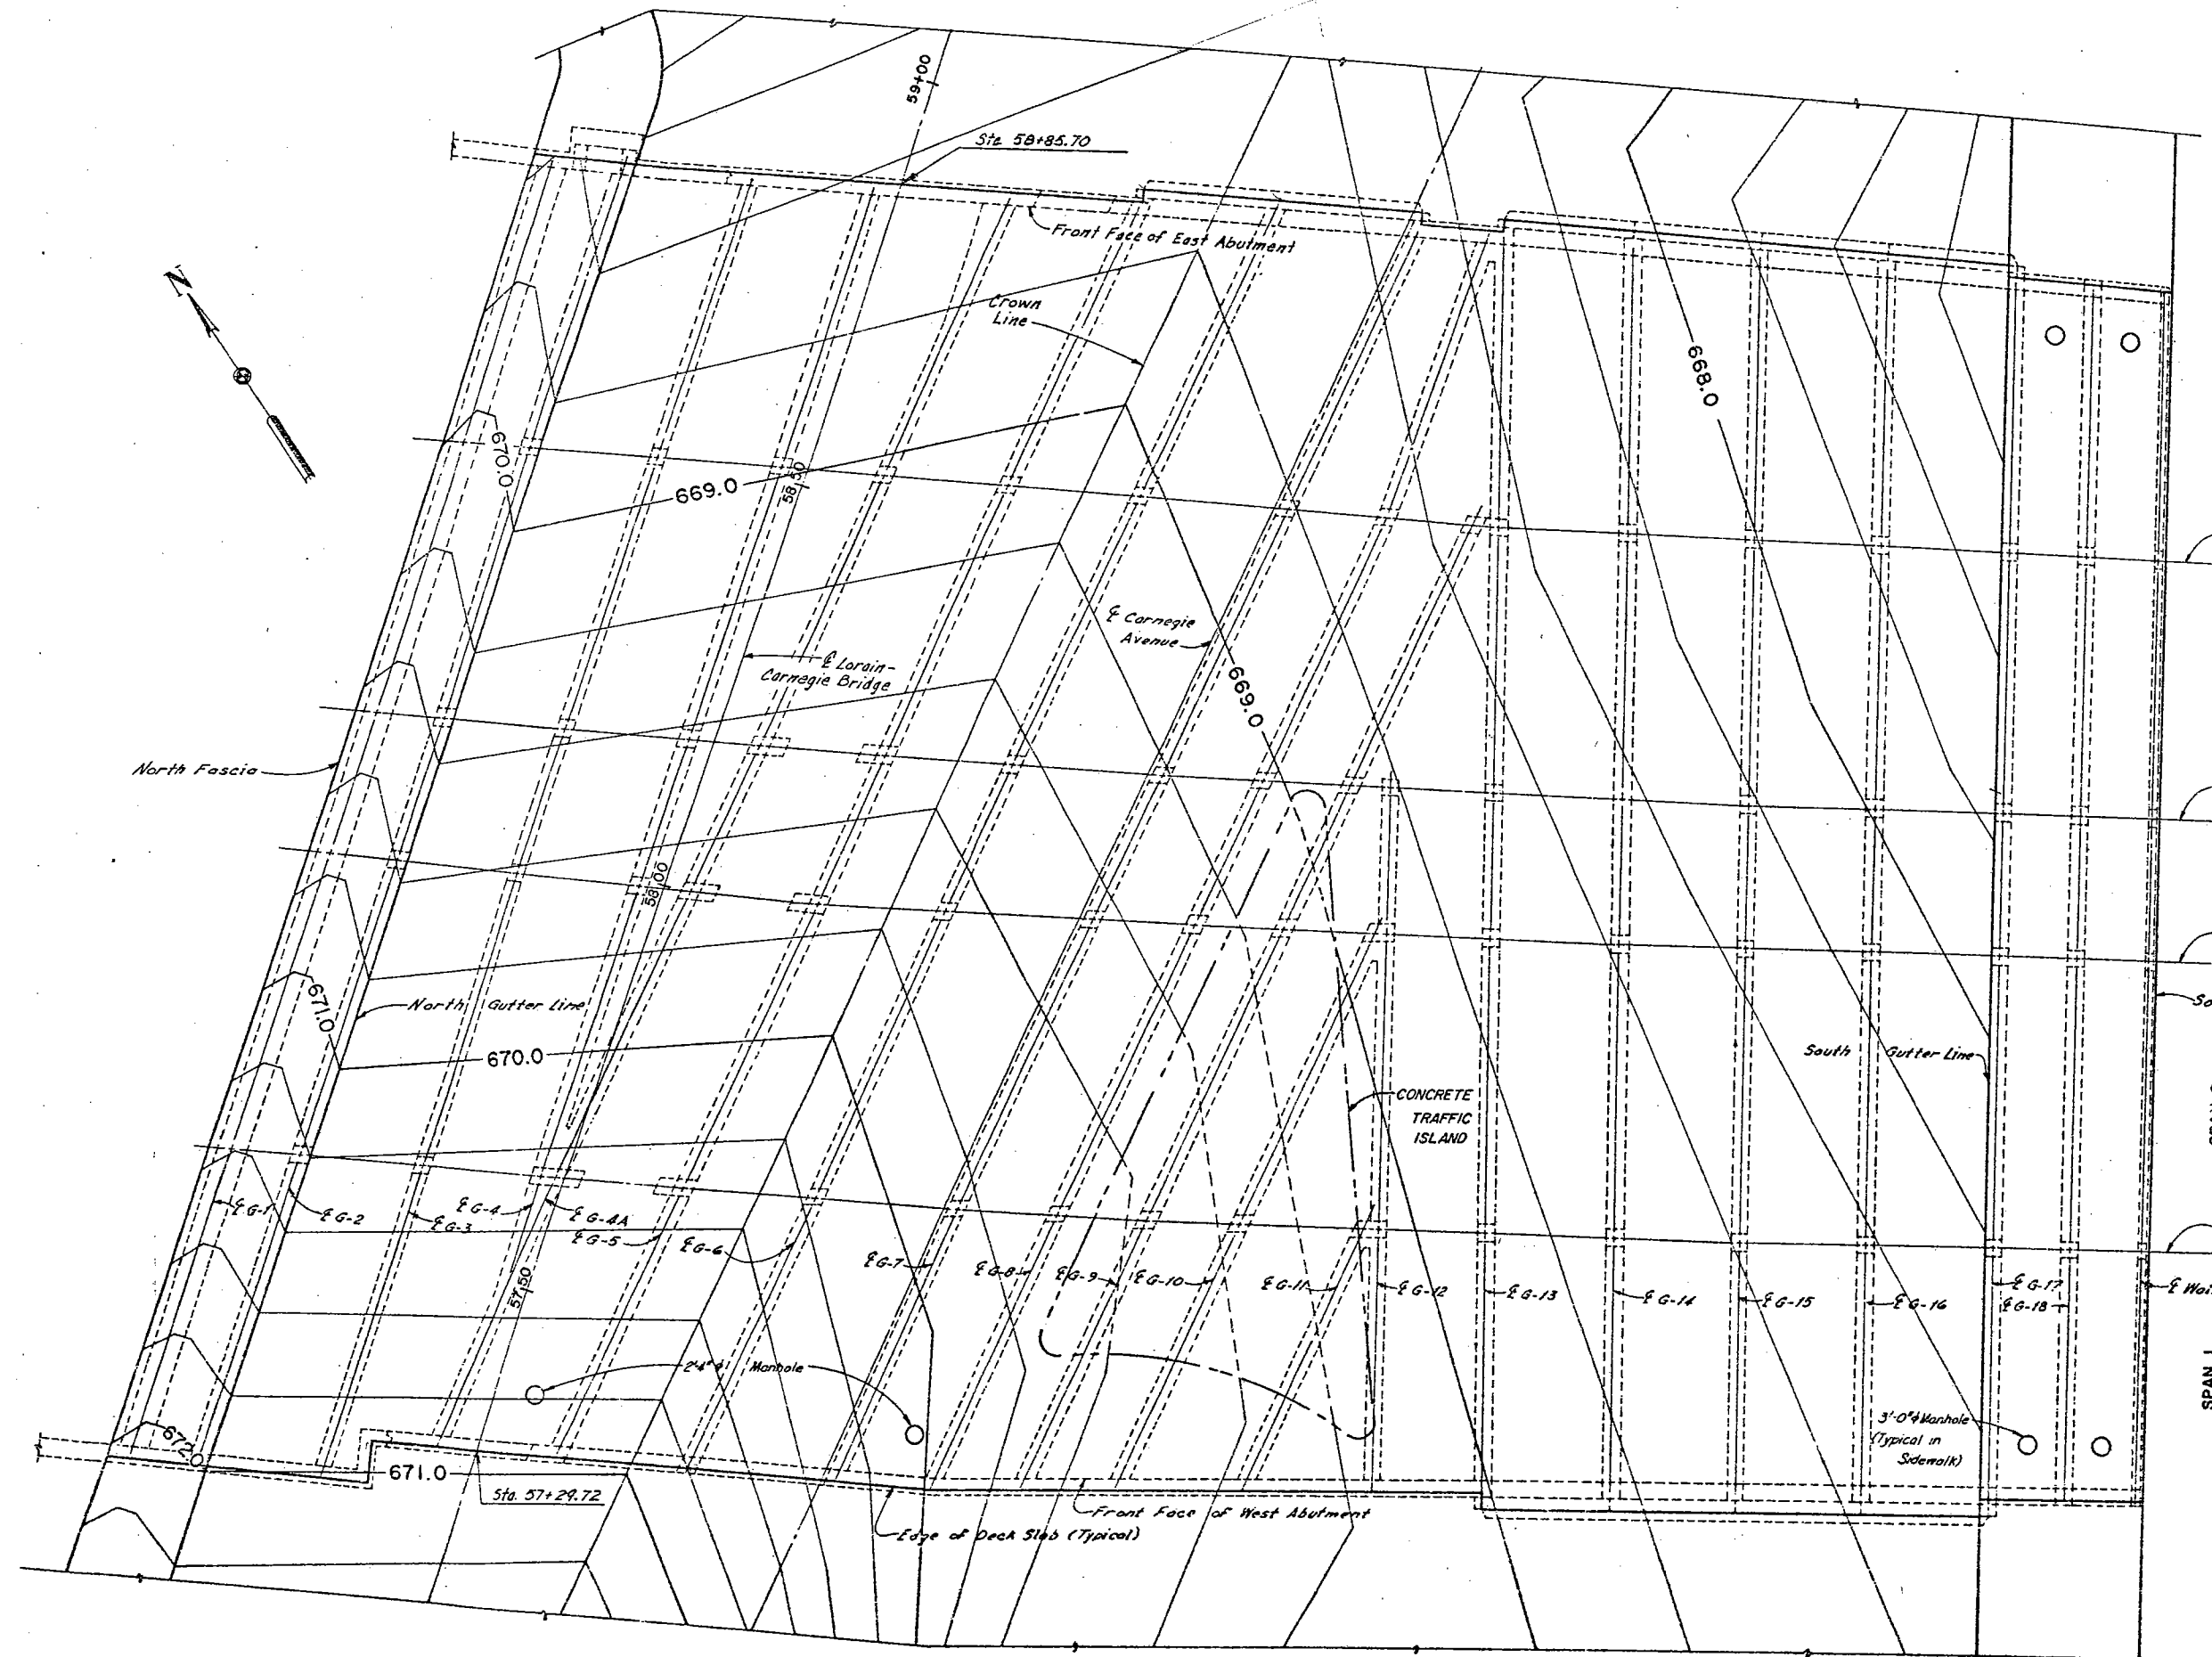 59+00
Sta 58+85.70
Front Face of East Abutment
N
Crown
Line
668.0
670.0
669.0
58+50
℄ Carnegie
Avenue
℄ Lorain-
Carnegie Bridge
669.0
North Fascia
58+00
671.0
North Gutter Line
670.0
South Gutter Line
CONCRETE
TRAFFIC
ISLAND
℄ G-1
℄ G-2
℄ G-3
℄ G-4
℄ G-4A
℄ G-5
℄ G-6
℄ G-7
℄ G-8
℄ G-9
℄ G-10
℄ G-11
℄ G-12
℄ G-13
℄ G-14
℄ G-15
℄ G-16
℄ G-17
℄ G-18
57+50
2'-4"φ Manhole
3'-0"φ Manhole
(Typical in
Sidewalk)
SPAN 1
672.0
671.0
Sta. 57+29.72
Front Face of West Abutment
Edge of Deck Slab (Typical)